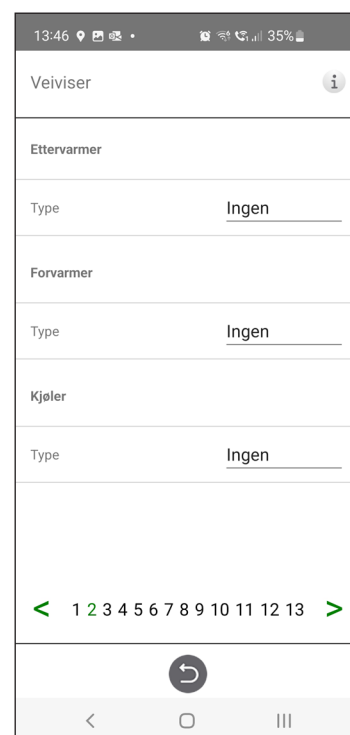 13:46 35%
Veiviser i
Ettervarmer
Type Ingen
Forvarmer
Type Ingen
Kjøler
Type Ingen
< 1 2 3 4 5 6 7 8 9 10 11 12 13 >